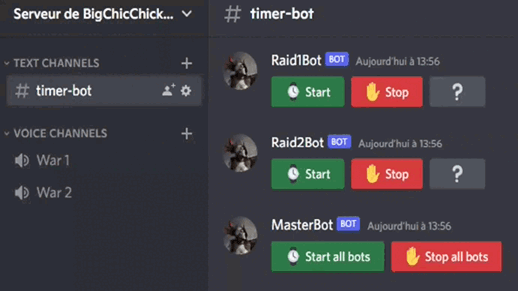 Serveur de BigChicChick...
TEXT CHANNELS
# timer-bot
VOICE CHANNELS
War 1
War 2
# timer-bot
Raid1Bot BOT Aujourd'hui à 13:56
Start Stop ?
Raid2Bot BOT Aujourd'hui à 13:56
Start Stop ?
MasterBot BOT Aujourd'hui à 13:56
Start all bots Stop all bots